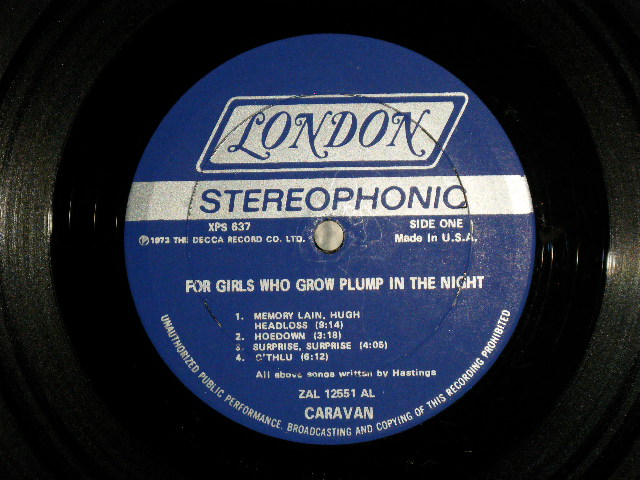 LONDON
STEREOPHONIC
XPS 637
SIDE ONE
Ⓟ1973 THE DECCA RECORD CO. LTD.
Made in U.S.A.
FOR GIRLS WHO GROW PLUMP IN THE NIGHT
1. MEMORY LAIN, HUGH
HEADLOSS (9:14)
2. HOEDOWN (3:18)
3. SURPRISE, SURPRISE (4:05)
4. C'THLU (6:12)
All above songs written by Hastings
ZAL 12551 AL
CARAVAN
UNAUTHORIZED PUBLIC PERFORMANCE, BROADCASTING AND COPYING OF THIS RECORDING PROHIBITED